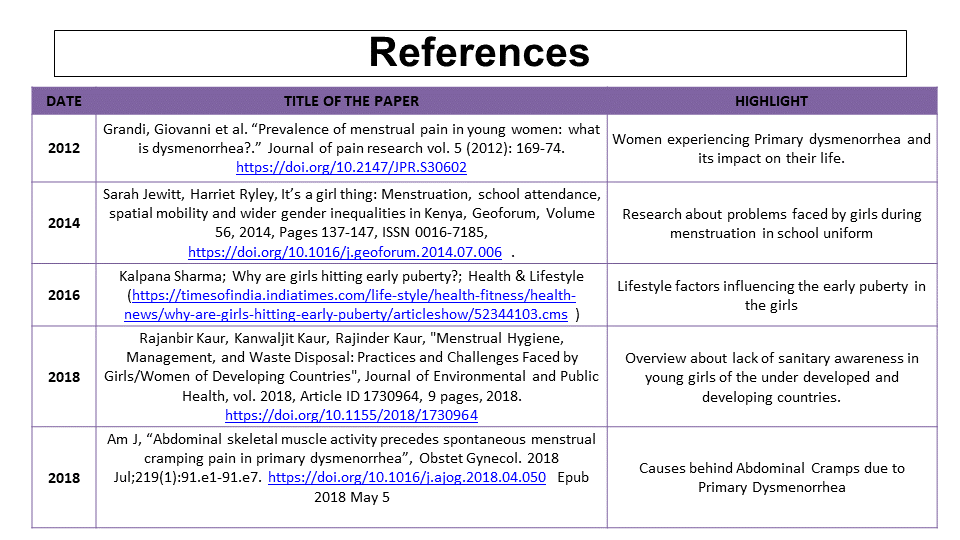 References
DATE
TITLE OF THE PAPER
HIGHLIGHT
2012
Grandi, Giovanni et al. “Prevalence of menstrual pain in young women: what
is dysmenorrhea?.” Journal of pain research vol. 5 (2012): 169-74.
https://doi.org/10.2147/JPR.S30602
Women experiencing Primary dysmenorrhea and
its impact on their life.
2014
Sarah Jewitt, Harriet Ryley, It’s a girl thing: Menstruation, school attendance,
spatial mobility and wider gender inequalities in Kenya, Geoforum, Volume
56, 2014, Pages 137-147, ISSN 0016-7185,
https://doi.org/10.1016/j.geoforum.2014.07.006 .
Research about problems faced by girls during
menstruation in school uniform
2016
Kalpana Sharma; Why are girls hitting early puberty?; Health & Lifestyle
(https://timesofindia.indiatimes.com/life-style/health-fitness/health-
news/why-are-girls-hitting-early-puberty/articleshow/52344103.cms )
Lifestyle factors influencing the early puberty in
the girls
2018
Rajanbir Kaur, Kanwaljit Kaur, Rajinder Kaur, "Menstrual Hygiene,
Management, and Waste Disposal: Practices and Challenges Faced by
Girls/Women of Developing Countries", Journal of Environmental and Public
Health, vol. 2018, Article ID 1730964, 9 pages, 2018.
https://doi.org/10.1155/2018/1730964
Overview about lack of sanitary awareness in
young girls of the under developed and
developing countries.
2018
Am J, “Abdominal skeletal muscle activity precedes spontaneous menstrual
cramping pain in primary dysmenorrhea”, Obstet Gynecol. 2018
Jul;219(1):91.e1-91.e7. https://doi.org/10.1016/j.ajog.2018.04.050 Epub
2018 May 5
Causes behind Abdominal Cramps due to
Primary Dysmenorrhea